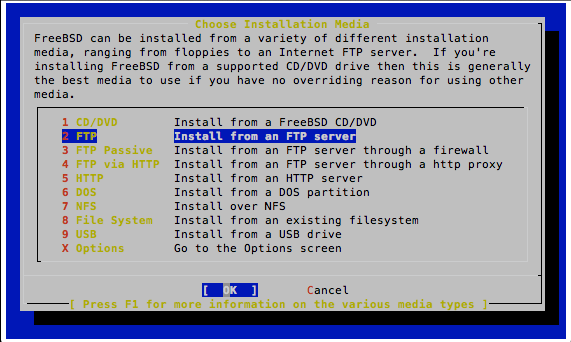 Choose Installation Media
FreeBSD can be installed from a variety of different installation
media, ranging from floppies to an Internet FTP server.  If you're
installing FreeBSD from a supported CD/DVD drive then this is generally
the best media to use if you have no overriding reason for using other
media.
1 CD/DVD Install from a FreeBSD CD/DVD
2 FTP Install from an FTP server
3 FTP Passive Install from an FTP server through a firewall
4 FTP via HTTP Install from an FTP server through a http proxy
5 HTTP Install from an HTTP server
6 DOS Install from a DOS partition
7 NFS Install over NFS
8 File System Install from an existing filesystem
9 USB Install from a USB drive
X Options Go to the Options screen
[ OK ] Cancel
[ Press F1 for more information on the various media types ]